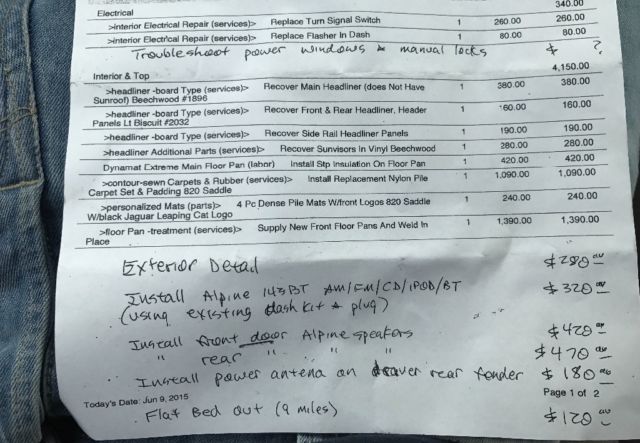 340.00
Electrical
>interior Electrical Repair (services)> Replace Turn Signal Switch 1 260.00 260.00
>interior Electrical Repair (services)> Replace Flasher In Dash 1 80.00 80.00
Troubleshoot power windows & manual locks $ ?
4,150.00
Interior & Top
>headliner -board Type (services)> Recover Main Headliner (does Not Have 1 380.00 380.00
Sunroof) Beechwood #1896
>headliner -board Type (services)> Recover Front & Rear Headliner, Header 1 160.00 160.00
Panels Lt Biscuit #2032
>headliner -board Type (services)> Recover Side Rail Headliner Panels 1 190.00 190.00
>headliner Additional Parts (services)> Recover Sunvisors In Vinyl Beechwood 1 280.00 280.00
Dynamat Extreme Main Floor Pan (labor) Install Stp Insulation On Floor Pan 1 420.00 420.00
>contour-sewn Carpets & Rubber (services)> Install Replacement Nylon Pile 1 1,090.00 1,090.00
Carpet Set & Padding 820 Saddle
>personalized Mats (parts)> 4 Pc Dense Pile Mats W/front Logos 820 Saddle 1 240.00 240.00
W/black Jaguar Leaping Cat Logo
>floor Pan -treatment (services)> Supply New Front Floor Pans And Weld In 1 1,390.00 1,390.00
Place
Exterior Detail $280
Install Alpine 143BT AM/FM/CD/iPOD/BT $320
(using existing dash kit & plug)
Install front door Alpine speakers $420
" rear " " " $470
Install power antena on rear fender $180
Today's Date: Jun 9, 2015 Page 1 of 2
Flat Bed out (9 miles) $120